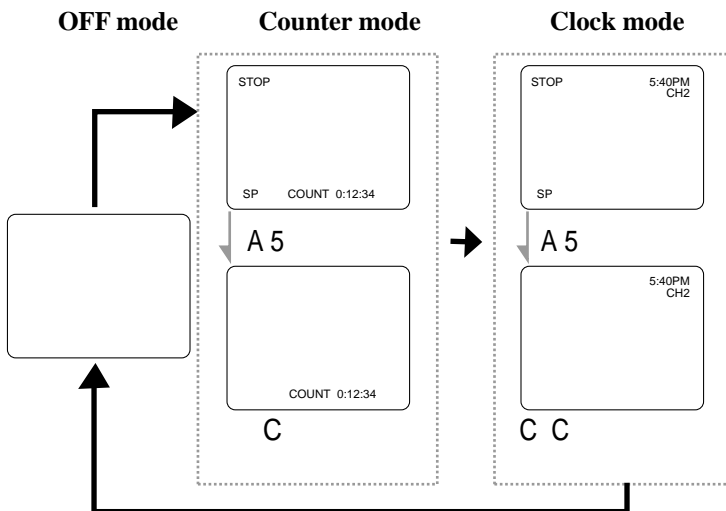 OFF mode
Counter mode
Clock mode
STOP
SP COUNT 0:12:34
A 5
COUNT 0:12:34
C
STOP 5:40PM
CH2
SP
A 5
5:40PM
CH2
C C